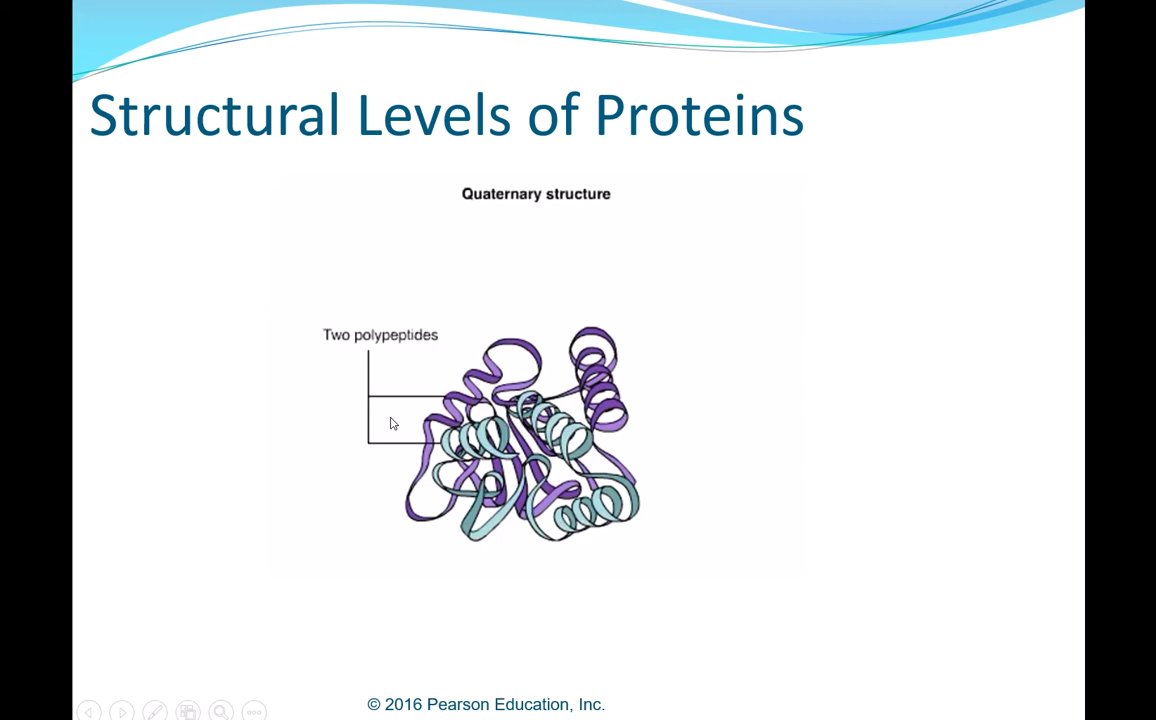 Structural Levels of Proteins
Quaternary structure
Two polypeptides
© 2016 Pearson Education, Inc.